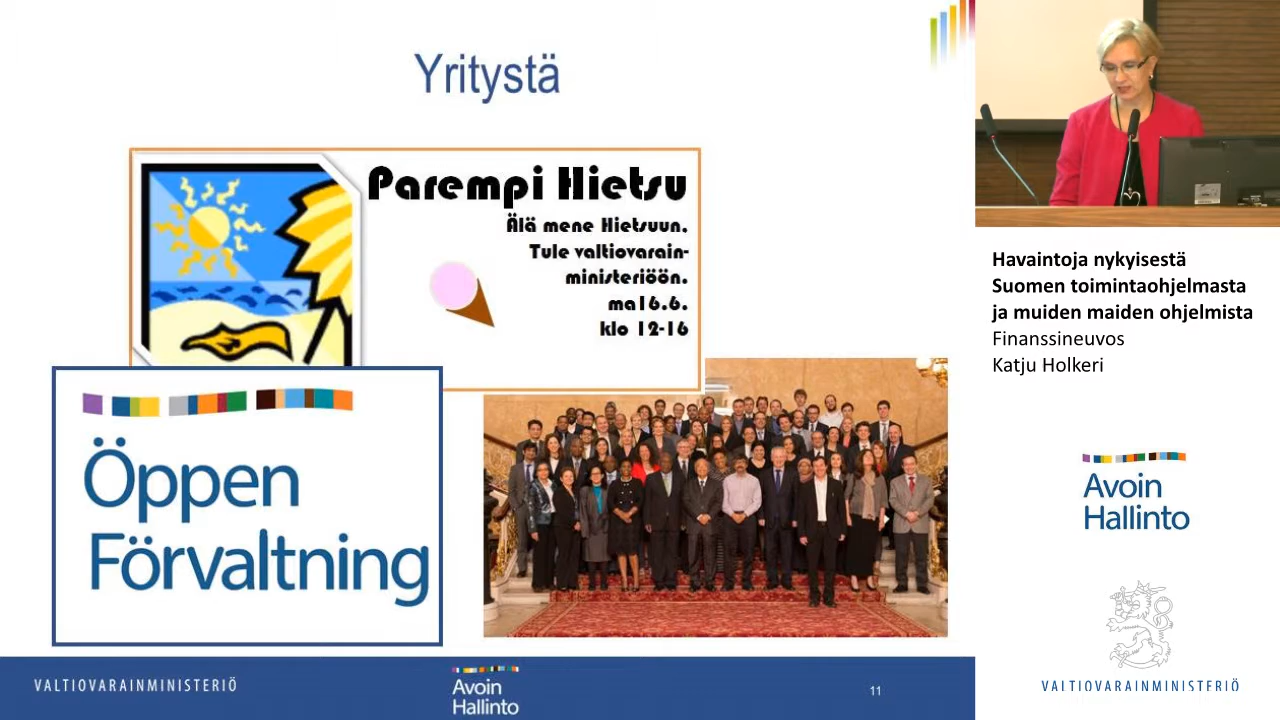 Yritystä
Parempi Hietsu
Älä mene Hietsuun.
Tule valtiovarain-
ministeriöön.
ma16.6.
klo 12-16
Öppen
Förvaltning
VALTIOVARAINMINISTERIÖ
Avoin
Hallinto
11
Havaintoja nykyisestä
Suomen toimintaohjelmasta
ja muiden maiden ohjelmista
Finanssineuvos
Katju Holkeri
Avoin
Hallinto
VALTIOVARAINMINISTERIÖ